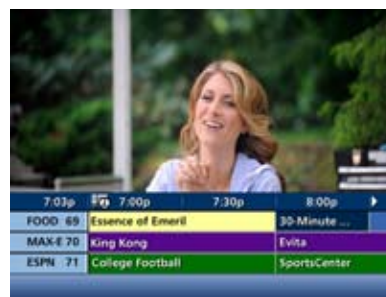 7:03p 7:00p 7:30p 8:00p
FOOD 69 Essence of Emeril 30-Minute ...
MAX-E 70 King Kong Evita
ESPN 71 College Football SportsCenter